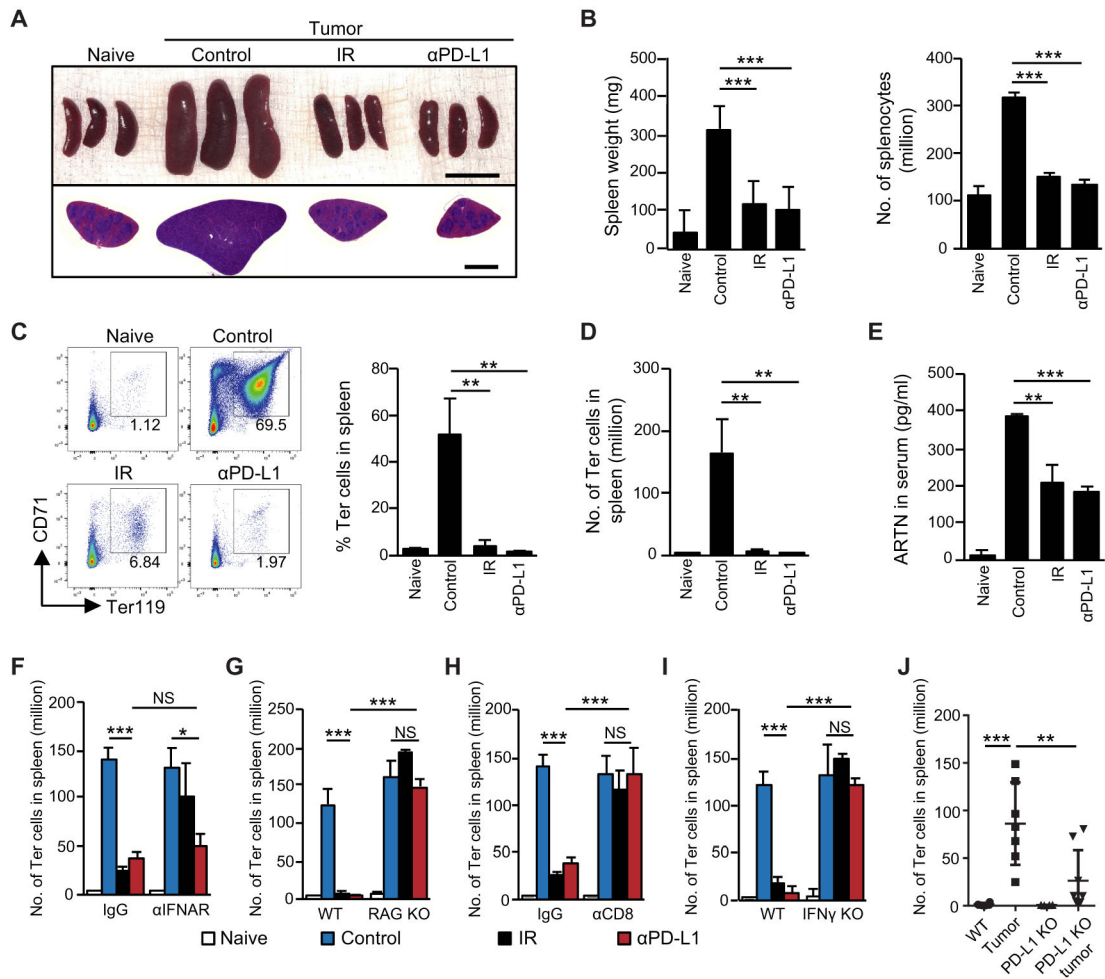 A
Tumor
Naive Control IR αPD-L1
B
Spleen weight (mg)
500
400
300
200
100
0
***
***
Naive
Control
IR
αPD-L1
No. of splenocytes
(million)
400
300
200
100
0
***
***
Naive
Control
IR
αPD-L1
C
Naive Control
1.12 69.5
IR αPD-L1
6.84 1.97
CD71
Ter119
% Ter cells in spleen
80
60
40
20
0
**
**
Naive
Control
IR
αPD-L1
D
No. of Ter cells in
spleen (million)
300
200
100
0
**
**
Naive
Control
IR
αPD-L1
E
ARTN in serum (pg/ml)
500
400
300
200
100
0
***
**
Naive
Control
IR
αPD-L1
F
No. of Ter cells in spleen (million)
200
150
100
50
0
NS
*** *
IgG αIFNAR
G
No. of Ter cells in spleen (million)
250
200
150
100
50
0
***
*** NS
WT RAG KO
H
No. of Ter cells in spleen (million)
250
200
150
100
50
0
***
*** NS
IgG αCD8
I
No. of Ter cells in spleen (million)
200
150
100
50
0
***
*** NS
WT IFNγ KO
J
No. of Ter cells in spleen (million)
200
150
100
50
0
*** **
WT
Tumor
PD-L1 KO
PD-L1 KO
tumor
Naive Control IR αPD-L1